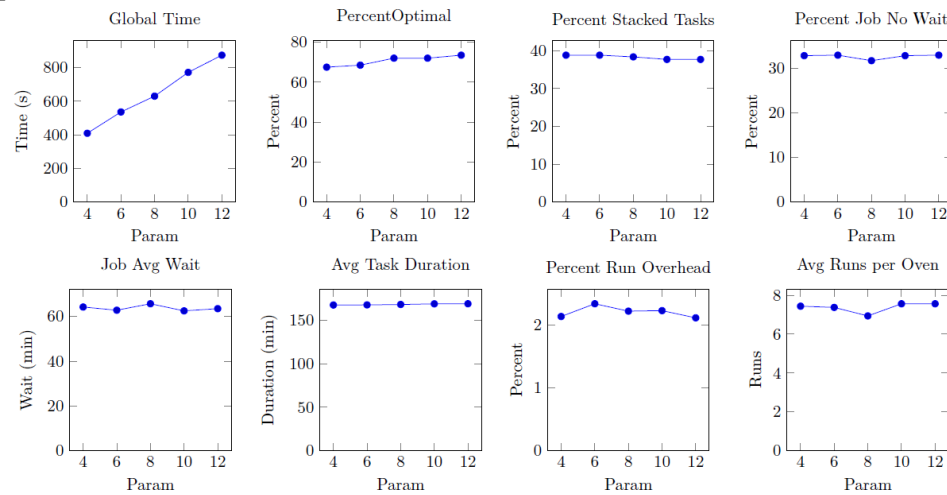 Global Time
PercentOptimal
Percent Stacked Tasks
Percent Job No Wait
800
600
400
200
0
Time (s)
4 6 8 10 12
Param
80
60
40
20
0
Percent
4 6 8 10 12
Param
40
30
20
10
0
Percent
4 6 8 10 12
Param
30
20
10
0
Percent
4 6 8 10 12
Param
Job Avg Wait
Avg Task Duration
Percent Run Overhead
Avg Runs per Oven
60
40
20
0
Wait (min)
4 6 8 10 12
Param
150
100
50
0
Duration (min)
4 6 8 10 12
Param
2
1
0
Percent
4 6 8 10 12
Param
8
6
4
2
0
Runs
4 6 8 10 12
Param